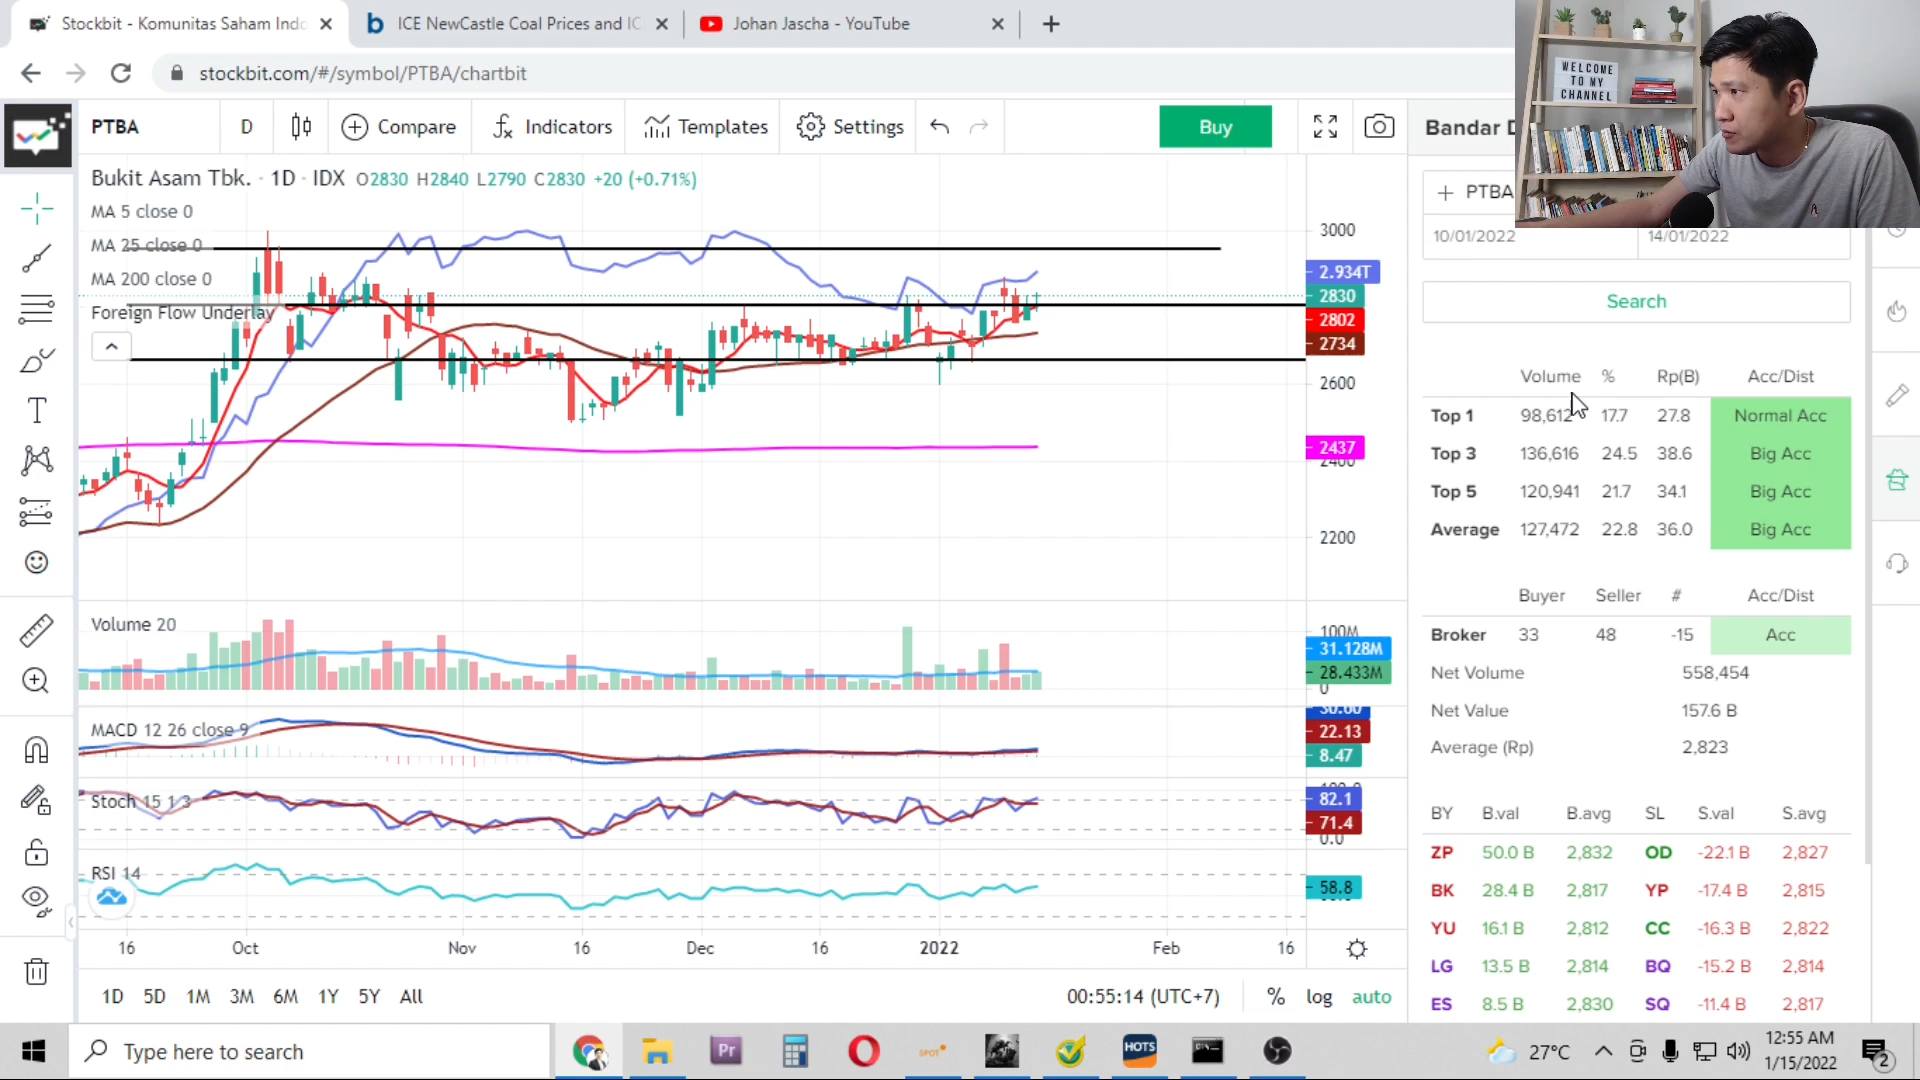 Stockbit - Komunitas Saham Indo
ICE NewCastle Coal Prices and IC
Johan Jascha - YouTube
stockbit.com/#/symbol/PTBA/chartbit
WELCOME
TO MY
CHANNEL
PTBA
D
Compare
Indicators
Templates
Settings
Buy
Bandar D
Bukit Asam Tbk. · 1D · IDX O2830 H2840 L2790 C2830 +20 (+0.71%)
MA 5 close 0
MA 25 close 0
MA 200 close 0
Foreign Flow Underlay
3000
2.934T
2830
2802
2734
2600
2437
2400
2200
Volume 20
100M
31.128M
28.433M
0
MACD 12 26 close 9
30.60
22.13
8.47
Stoch 15 1 3
82.1
71.4
0.0
RSI 14
58.8
16 Oct Nov 16 Dec 16 2022 Feb 16
1D 5D 1M 3M 6M 1Y 5Y All
00:55:14 (UTC+7) % log auto
+ PTBA
10/01/2022 14/01/2022
Search
Volume % Rp(B) Acc/Dist
Top 1 98,612 17.7 27.8 Normal Acc
Top 3 136,616 24.5 38.6 Big Acc
Top 5 120,941 21.7 34.1 Big Acc
Average 127,472 22.8 36.0 Big Acc
Buyer Seller # Acc/Dist
Broker 33 48 -15 Acc
Net Volume 558,454
Net Value 157.6 B
Average (Rp) 2,823
BY B.val B.avg SL S.val S.avg
ZP 50.0 B 2,832 OD -22.1 B 2,827
BK 28.4 B 2,817 YP -17.4 B 2,815
YU 16.1 B 2,812 CC -16.3 B 2,822
LG 13.5 B 2,814 BQ -15.2 B 2,814
ES 8.5 B 2,830 SQ -11.4 B 2,817
Type here to search
Pr
SPOT
HOTS
27°C
12:55 AM
1/15/2022
2